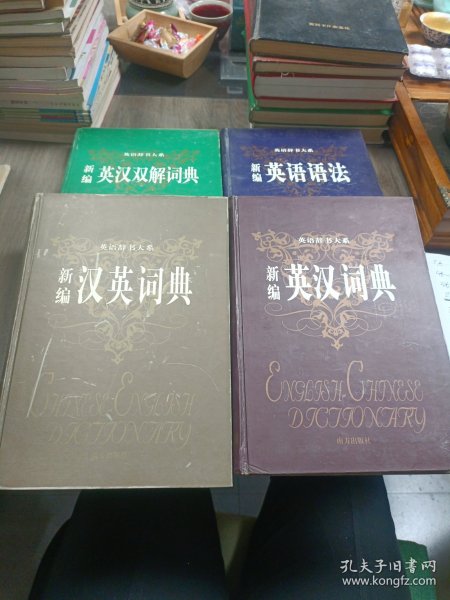 英语辞书大系
新编
英汉双解词典
英语辞书大系
新编
英语语法
英语辞书大系
新编
汉英词典
CHINESE-ENGLISH
DICTIONARY
英语辞书大系
新编
英汉词典
ENGLISH-CHINESE
DICTIONARY
南方出版社
孔夫子旧书网
www.kongfz.com